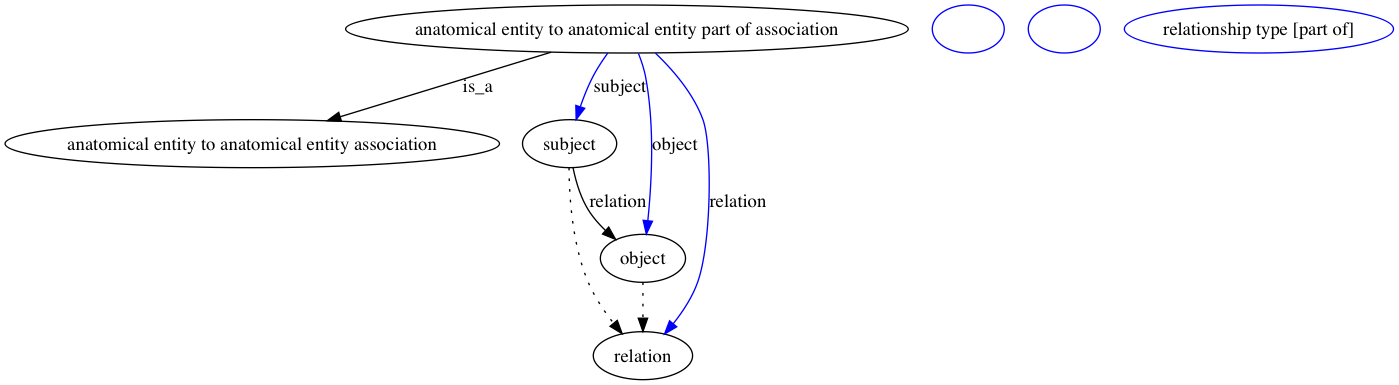 anatomical entity to anatomical entity part of association
relationship type [part of]
is_a
subject
anatomical entity to anatomical entity association
subject
object
relation
relation
object
relation